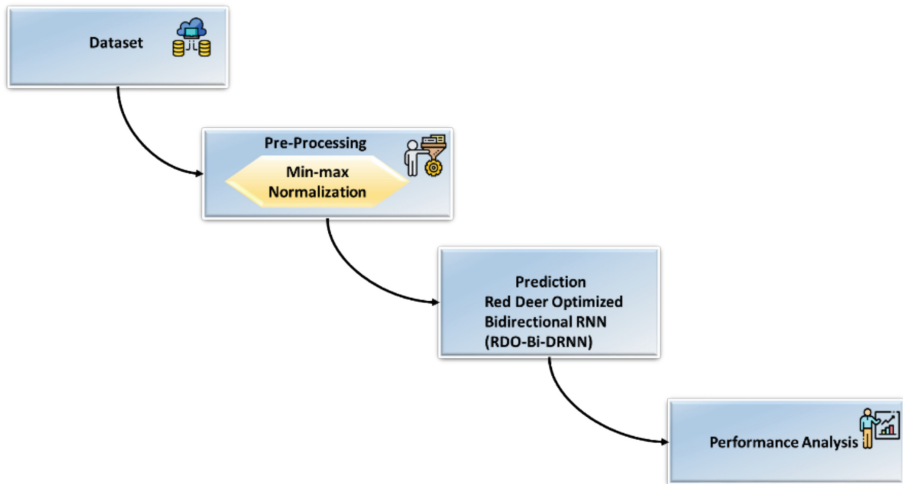 Dataset
Pre-Processing
Min-max
Normalization
Prediction
Red Deer Optimized
Bidirectional RNN
(RDO-Bi-DRNN)
Performance Analysis